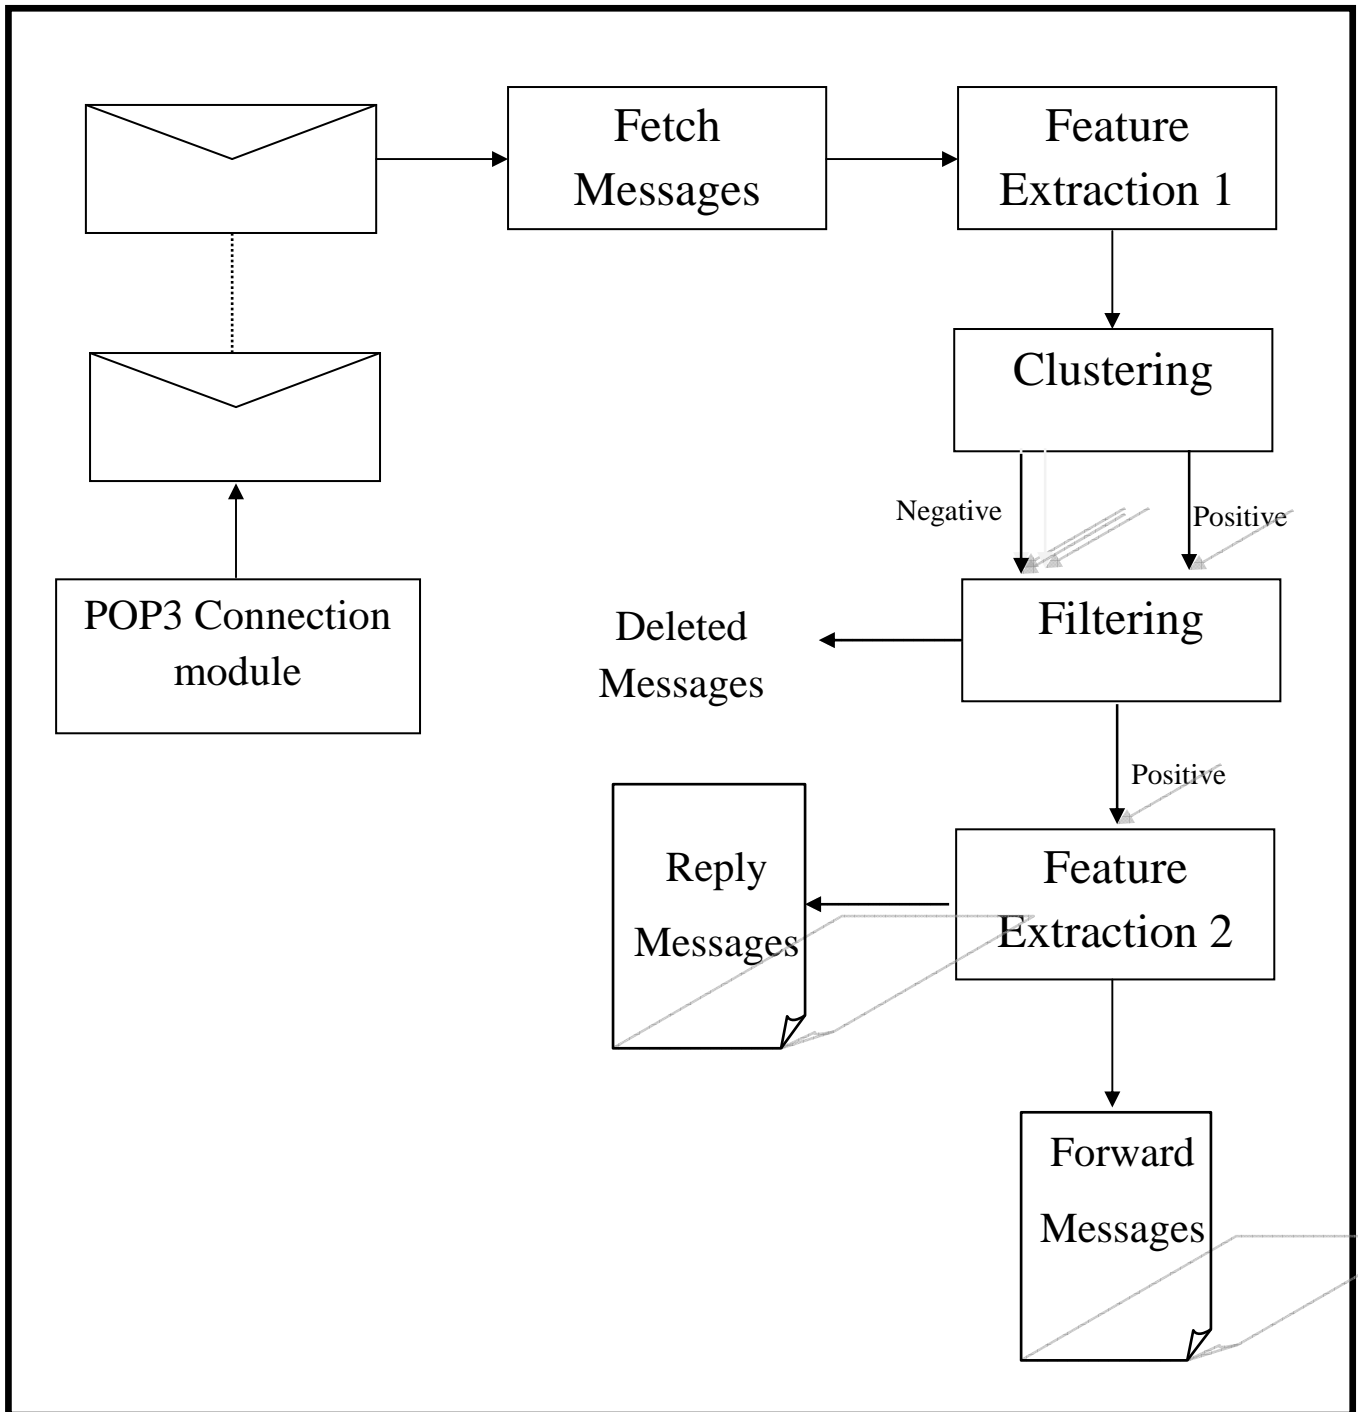 Fetch
Messages
Feature
Extraction 1
Clustering
Negative
Positive
POP3 Connection
module
Deleted
Messages
Filtering
Positive
Reply
Messages
Feature
Extraction 2
Forward
Messages